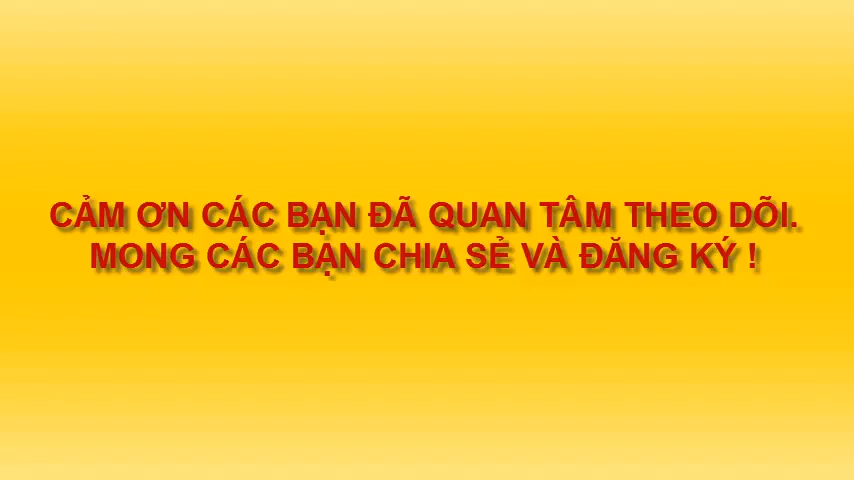 CẢM ƠN CÁC BẠN ĐÃ QUAN TÂM THEO DÕI.
MONG CÁC BẠN CHIA SẺ VÀ ĐĂNG KÝ !